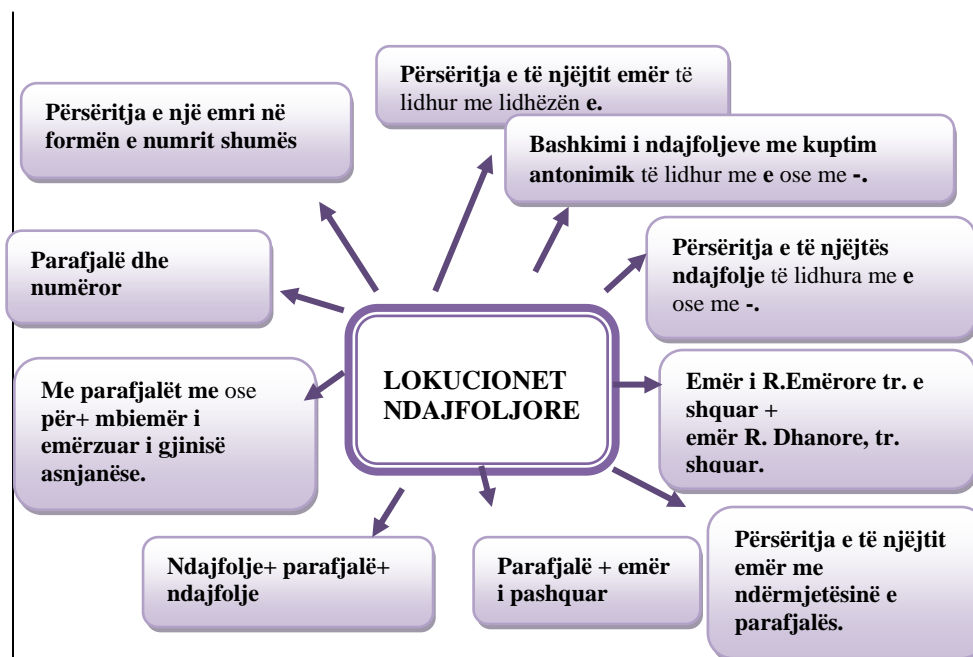 Përsëritja e të njëjtit emër të
lidhur me lidhëzën e.
Përsëritja e një emri në
formën e numrit shumës
Bashkimi i ndajfoljeve me kuptim
antonimik të lidhur me e ose me -.
Përsëritja e të njëjtës
ndajfolje të lidhura me e
ose me -.
Parafjalë dhe
numëror
LOKUCIONET
NDAJFOLJORE
Me parafjalët me ose
për+ mbiemër i
emërzuar i gjinisë
asnjanëse.
Emër i R.Emërore tr. e
shquar +
emër R. Dhanore, tr.
shquar.
Ndajfolje+ parafjalë+
ndajfolje
Parafjalë + emër
i pashquar
Përsëritja e të njëjtit
emër me
ndërmjetësinë e
parafjalës.